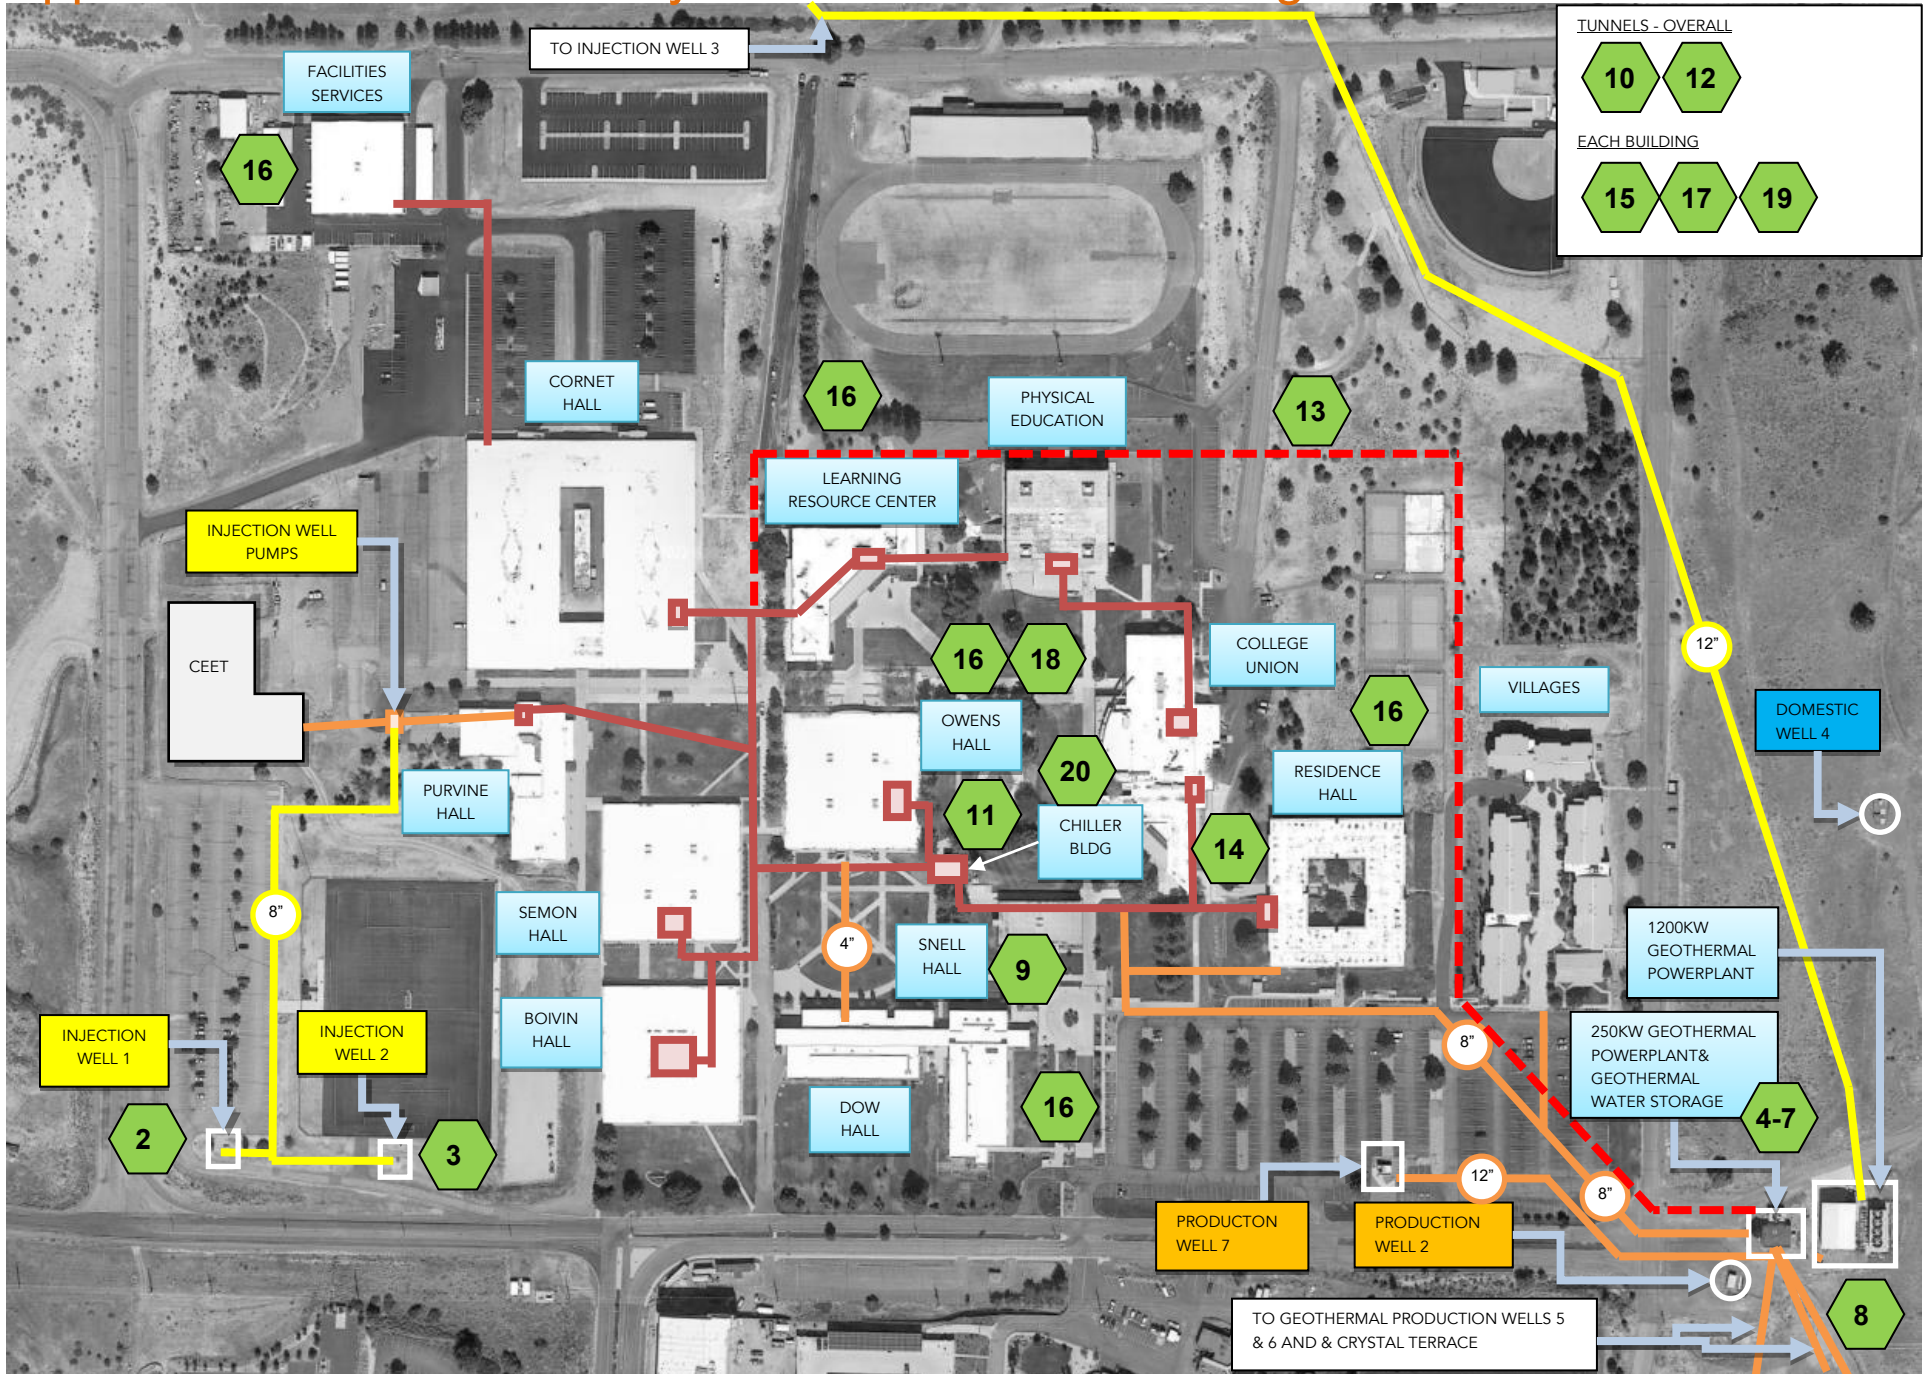 TO INJECTION WELL 3
TUNNELS - OVERALL
10
12
EACH BUILDING
15
17
19
FACILITIES
SERVICES
16
CORNET
HALL
16
PHYSICAL
EDUCATION
13
LEARNING
RESOURCE CENTER
INJECTION WELL
PUMPS
CEET
16
18
COLLEGE
UNION
12"
VILLAGES
16
DOMESTIC
WELL 4
OWENS
HALL
20
RESIDENCE
HALL
PURVINE
HALL
11
CHILLER
BLDG
14
8"
SEMON
HALL
4"
SNELL
HALL
9
1200KW
GEOTHERMAL
POWERPLANT
INJECTION
WELL 1
INJECTION
WELL 2
BOIVIN
HALL
8"
250KW GEOTHERMAL
POWERPLANT&
GEOTHERMAL
WATER STORAGE
4-7
2
3
DOW
HALL
16
12"
8"
PRODUCTON
WELL 7
PRODUCTION
WELL 2
TO GEOTHERMAL PRODUCTION WELLS 5
& 6 AND & CRYSTAL TERRACE
8